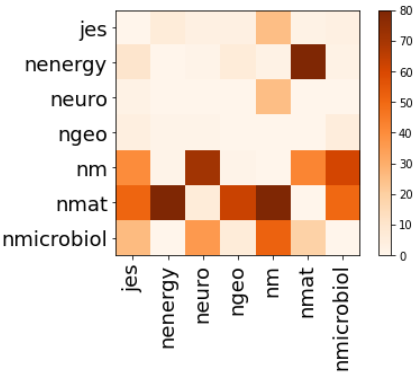 jes
nenergy
neuro
ngeo
nm
nmat
nmicrobiol
jes
nenergy
neuro
ngeo
nm
nmat
nmicrobiol
80
70
60
50
40
30
20
10
0